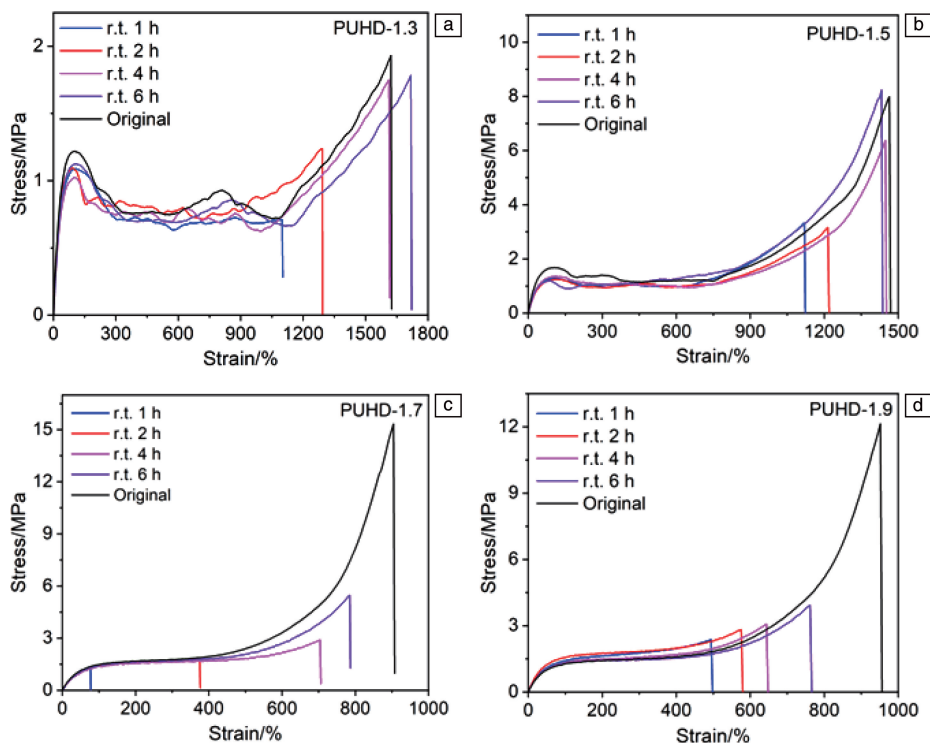 PUHD-1.3
a
r.t. 1 h
r.t. 2 h
r.t. 4 h
r.t. 6 h
Original
Stress/MPa
2
1
0
0 300 600 900 1200 1500 1800
Strain/%
PUHD-1.5
b
r.t. 1 h
r.t. 2 h
r.t. 4 h
r.t. 6 h
Original
Stress/MPa
10
8
6
4
2
0
0 300 600 900 1200 1500
Strain/%
PUHD-1.7
c
r.t. 1 h
r.t. 2 h
r.t. 4 h
r.t. 6 h
Original
Stress/MPa
15
12
9
6
3
0
0 200 400 600 800 1000
Strain/%
PUHD-1.9
d
r.t. 1 h
r.t. 2 h
r.t. 4 h
r.t. 6 h
Original
Stress/MPa
12
9
6
3
0
0 200 400 600 800 1000
Strain/%